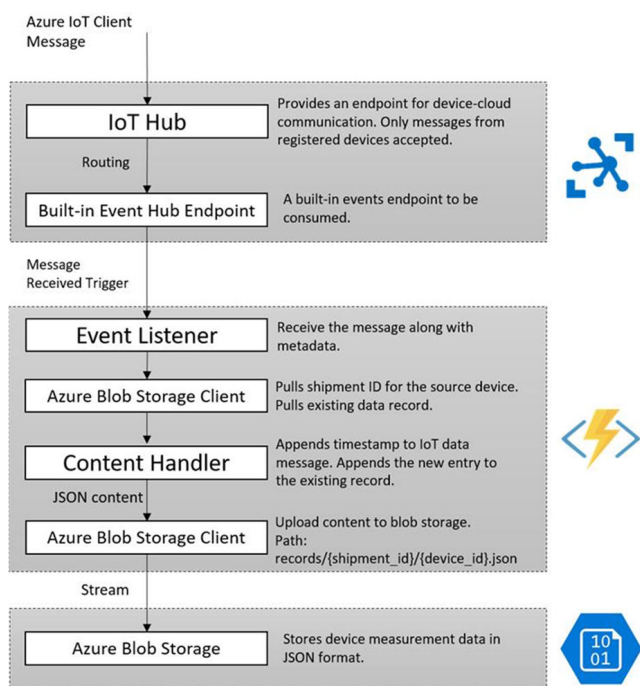 Azure IoT Client
Message
IoT Hub
Provides an endpoint for device-cloud
communication. Only messages from
registered devices accepted.
Routing
Built-in Event Hub Endpoint
A built-in events endpoint to be
consumed.
Message
Received Trigger
Event Listener
Receive the message along with
metadata.
Azure Blob Storage Client
Pulls shipment ID for the source device.
Pulls existing data record.
Content Handler
Appends timestamp to IoT data
message. Appends the new entry to
the existing record.
JSON content
Azure Blob Storage Client
Upload content to blob storage.
Path:
records/{shipment_id}/{device_id}.json
Stream
Azure Blob Storage
Stores device measurement data in
JSON format.
10
01